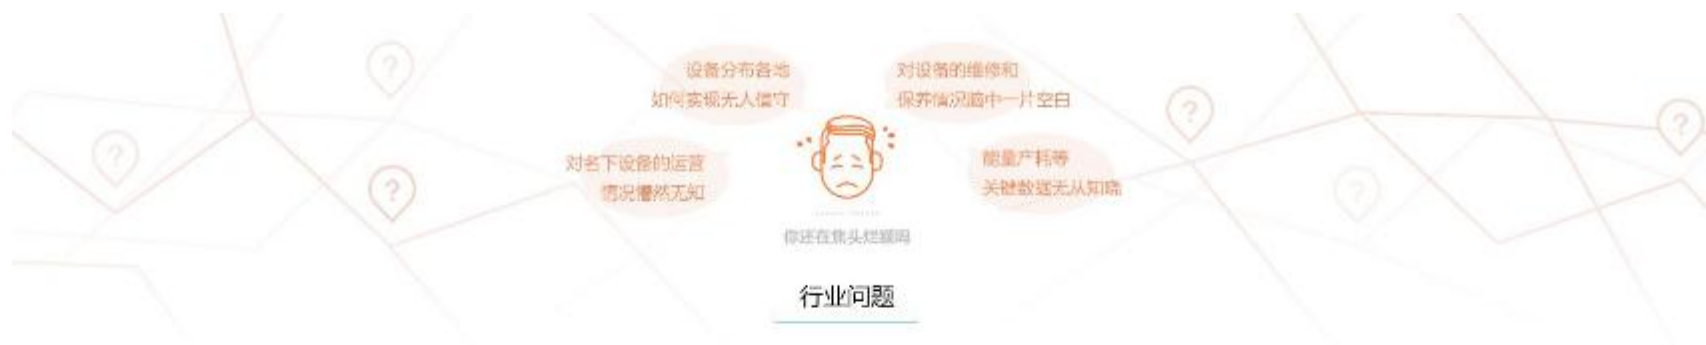 设备分布各地
如何实现无人值守
对设备的维修和
保养情况脑中一片空白
对名下设备的运营
情况懵然无知
能量产耗等
关键数据无从知晓
你还在焦头烂额吗
行业问题